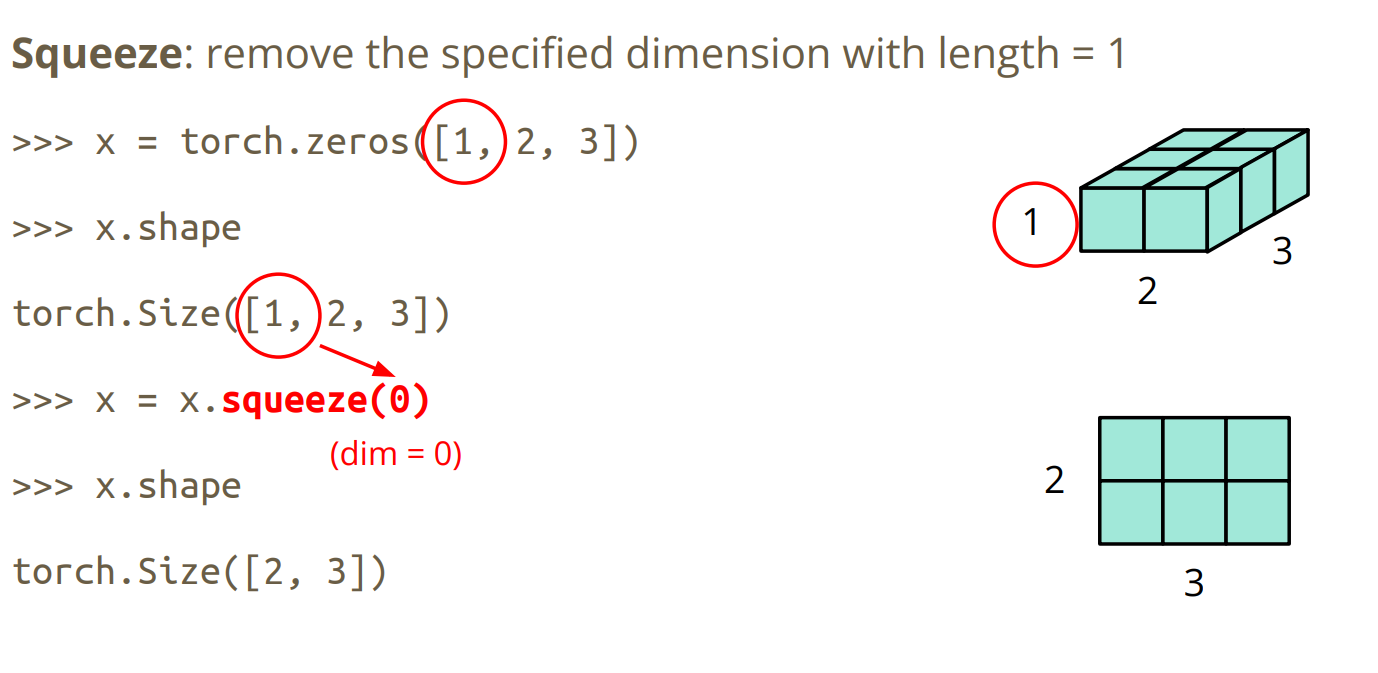 Squeeze: remove the specified dimension with length = 1
>>> x = torch.zeros([1, 2, 3])
>>> x.shape
torch.Size([1, 2, 3])
>>> x = x.squeeze(0)
(dim = 0)
>>> x.shape
torch.Size([2, 3])
1
3
2
2
3